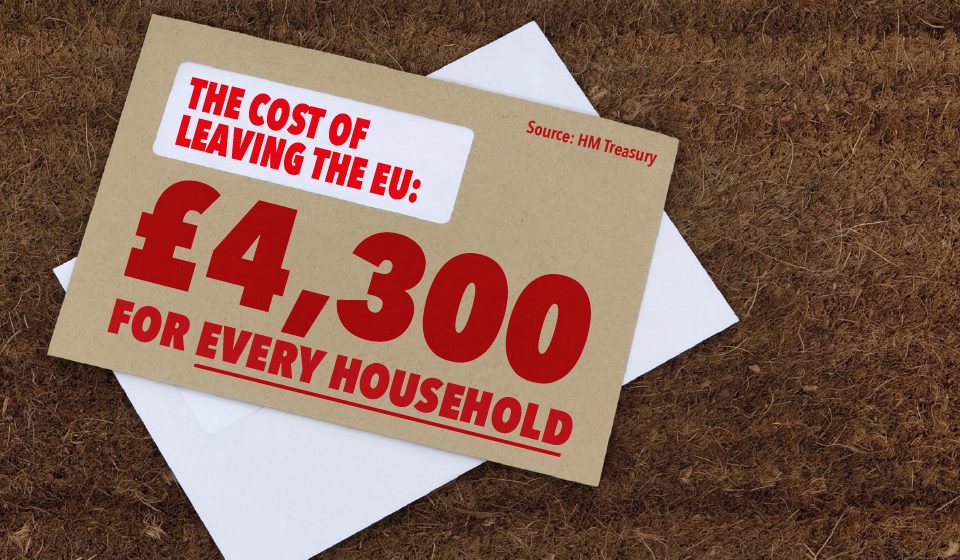 THE COST OF
LEAVING THE EU:
Source: HM Treasury
£4,300
FOR EVERY HOUSEHOLD